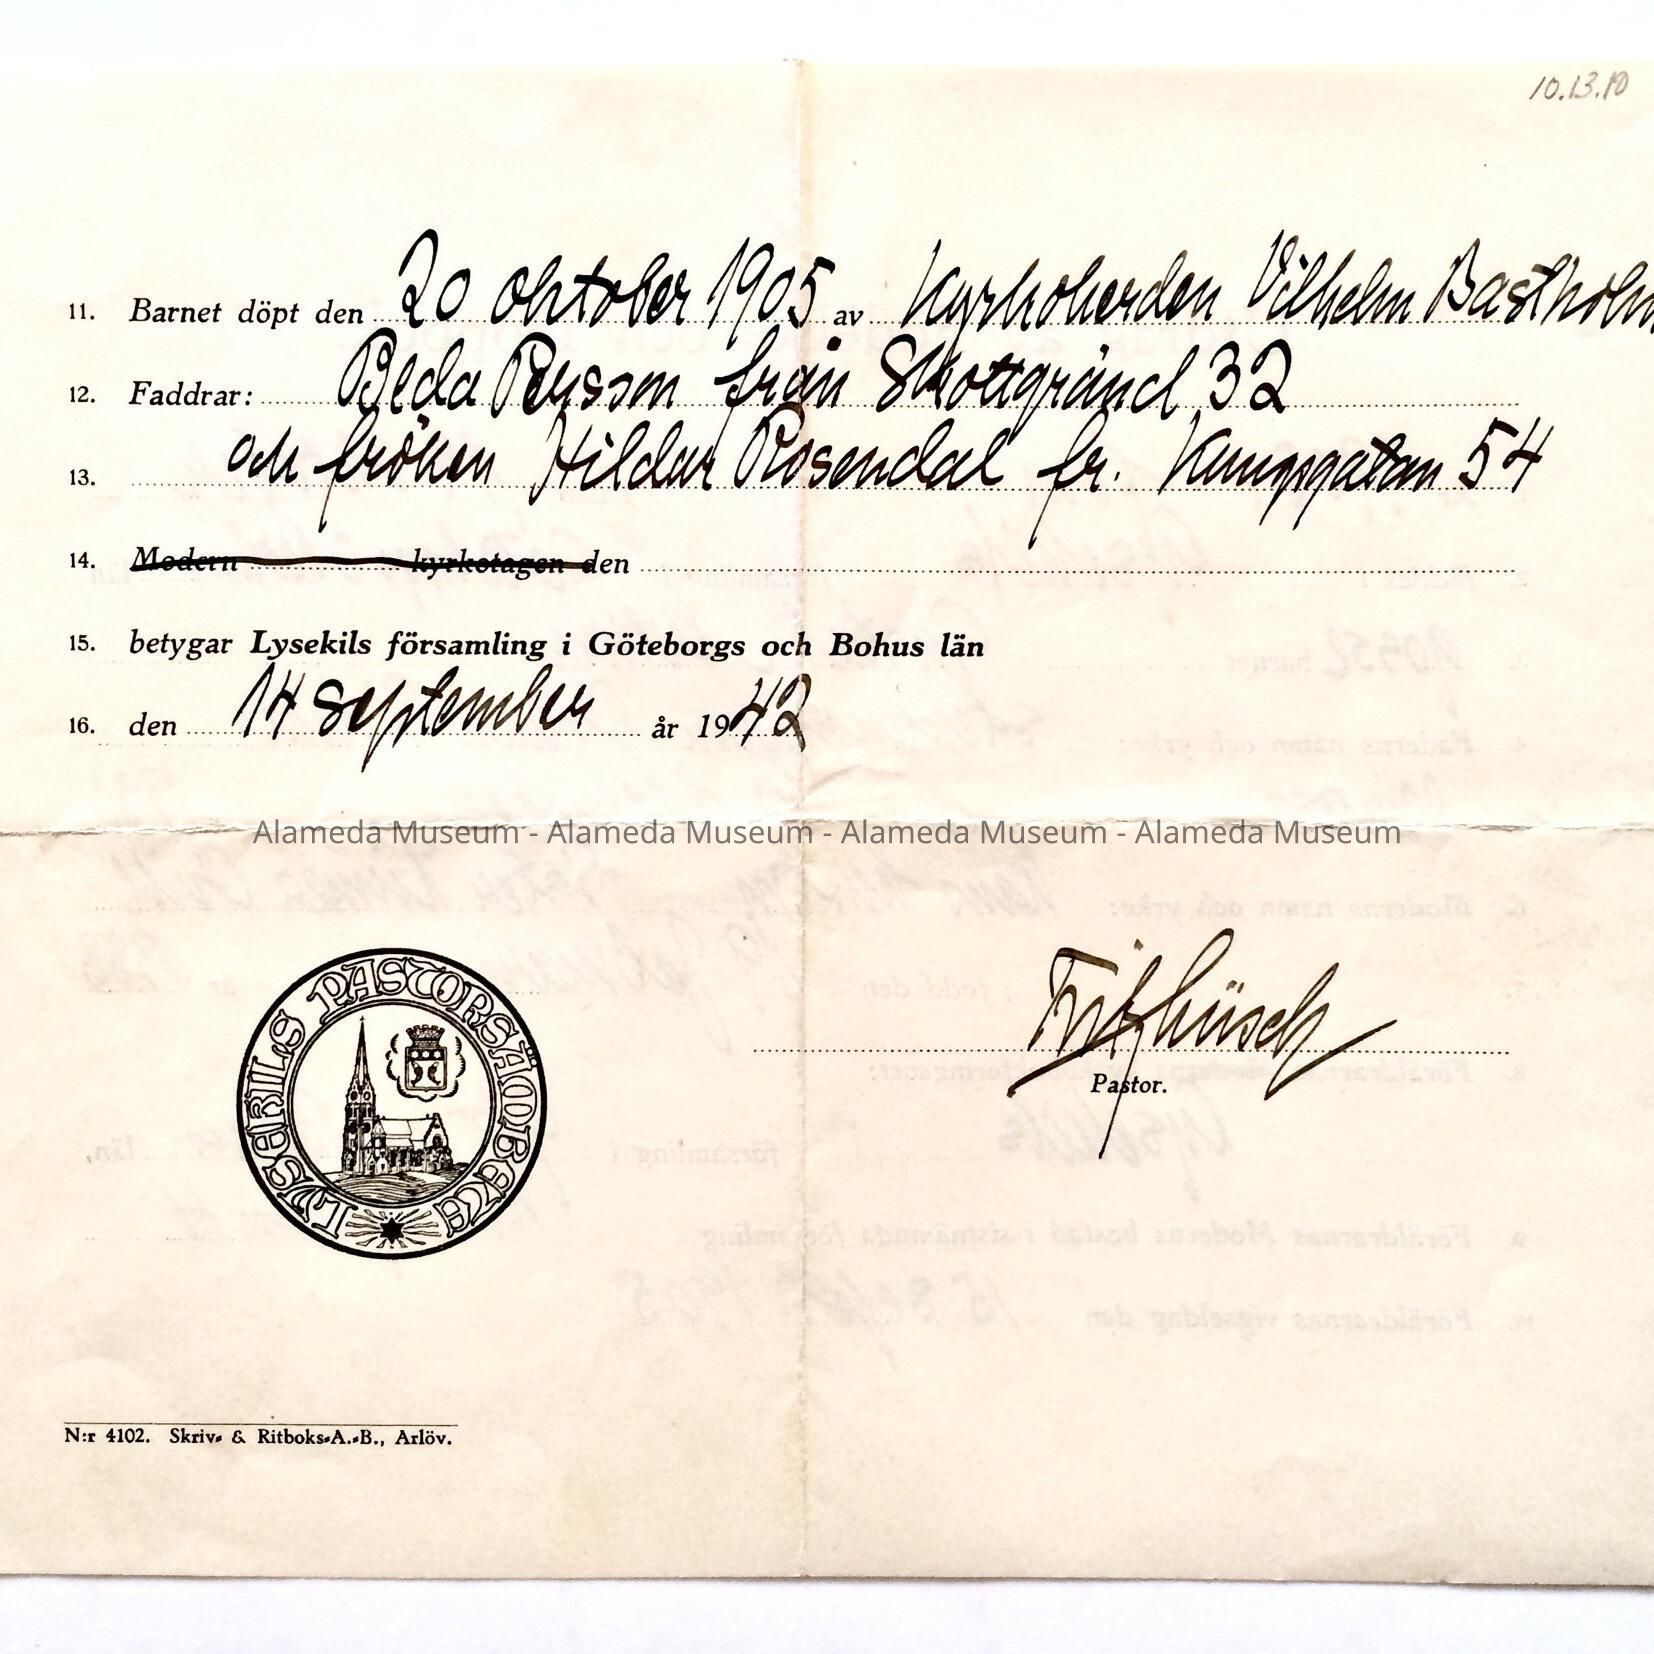 10.13.10
11. Barnet döpt den 20 oktober 1905 av Kyrkoherden Vilhelm Bastholm
12. Faddrar: Beda Persson från Skottgränd 32
13. och fröken Hildur Rosendal fr. Kungsgatan 54
14. Modern kyrkotagen den
15. betygar Lysekils församling i Göteborgs och Bohus län
16. den 14 september år 1942
Alameda Museum - Alameda Museum - Alameda Museum - Alameda Museum
LYSEKILS PASTORSÄMBETE
Pastor.
N:r 4102. Skriv- & Ritboks-A.-B., Arlöv.